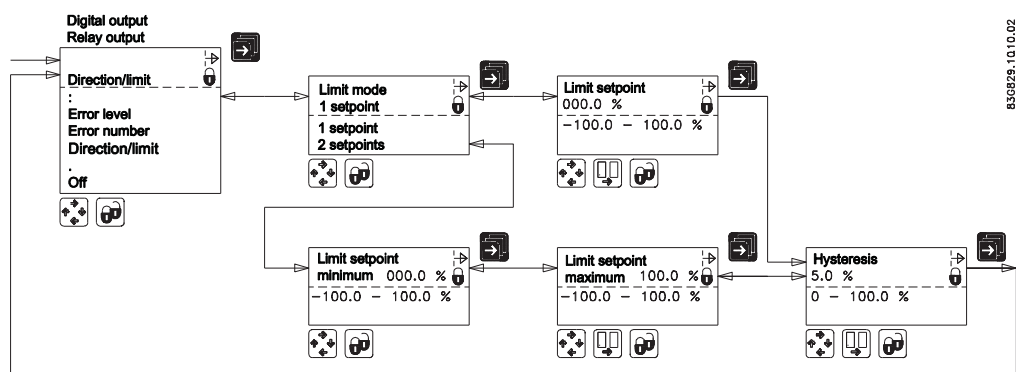 Digital output
Relay output
Direction/limit
:
Error level
Error number
Direction/limit
:
Off
Limit mode
1 setpoint
1 setpoint
2 setpoints
Limit setpoint
000.0 %
-100.0 - 100.0 %
Limit setpoint
minimum 000.0 %
-100.0 - 100.0 %
Limit setpoint
maximum 100.0 %
-100.0 - 100.0 %
Hysteresis
5.0 %
0 - 100.0 %
83G829.10.10.02